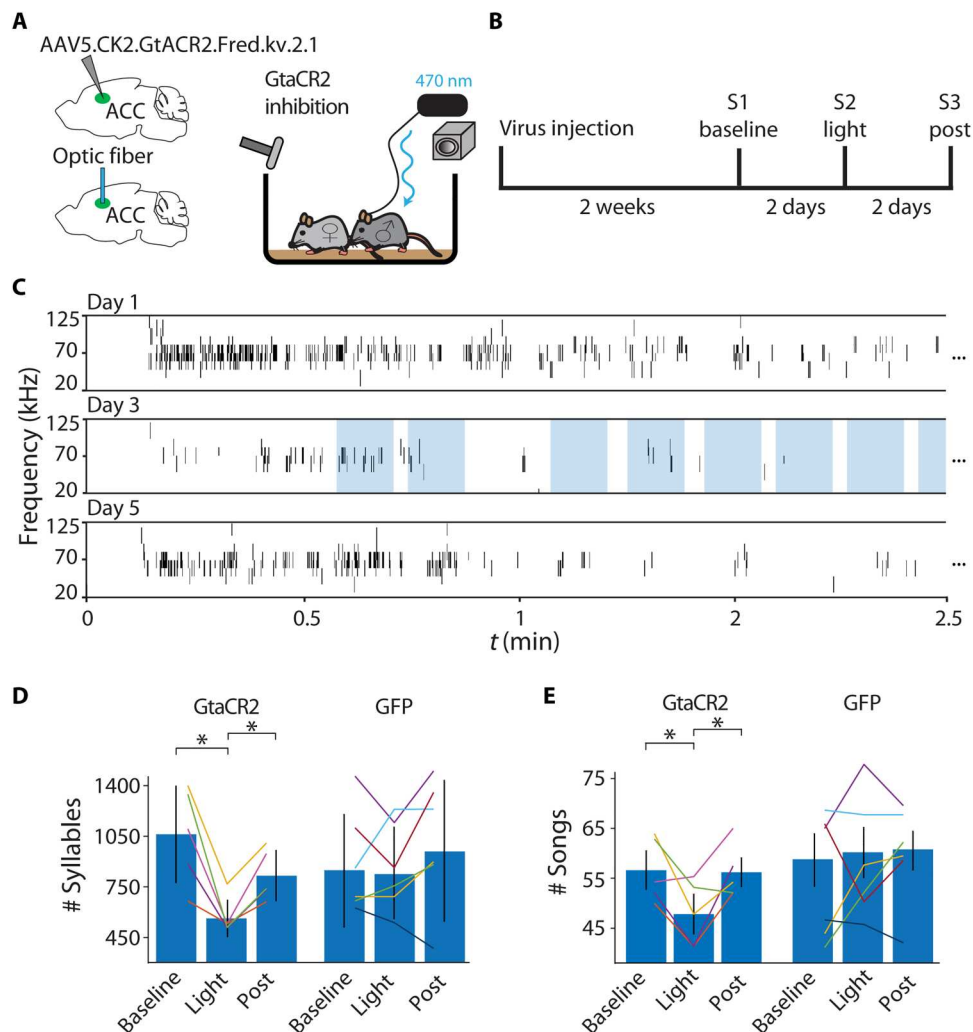 A
AAV5.CK2.GtACR2.Fred.kv.2.1
ACC
Optic fiber
ACC
GtaCR2
inhibition
470 nm
♀
♂
B
Virus injection
S1
baseline
S2
light
S3
post
2 weeks
2 days
2 days
C
Frequency (kHz)
Day 1
125
70
20
...
Day 3
125
70
20
...
Day 5
125
70
20
...
0
0.5
1
2
2.5
t (min)
D
GtaCR2
GFP
*
*
# Syllables
1400
1050
750
450
Baseline
Light
Post
Baseline
Light
Post
E
GtaCR2
GFP
*
*
# Songs
75
65
55
45
Baseline
Light
Post
Baseline
Light
Post